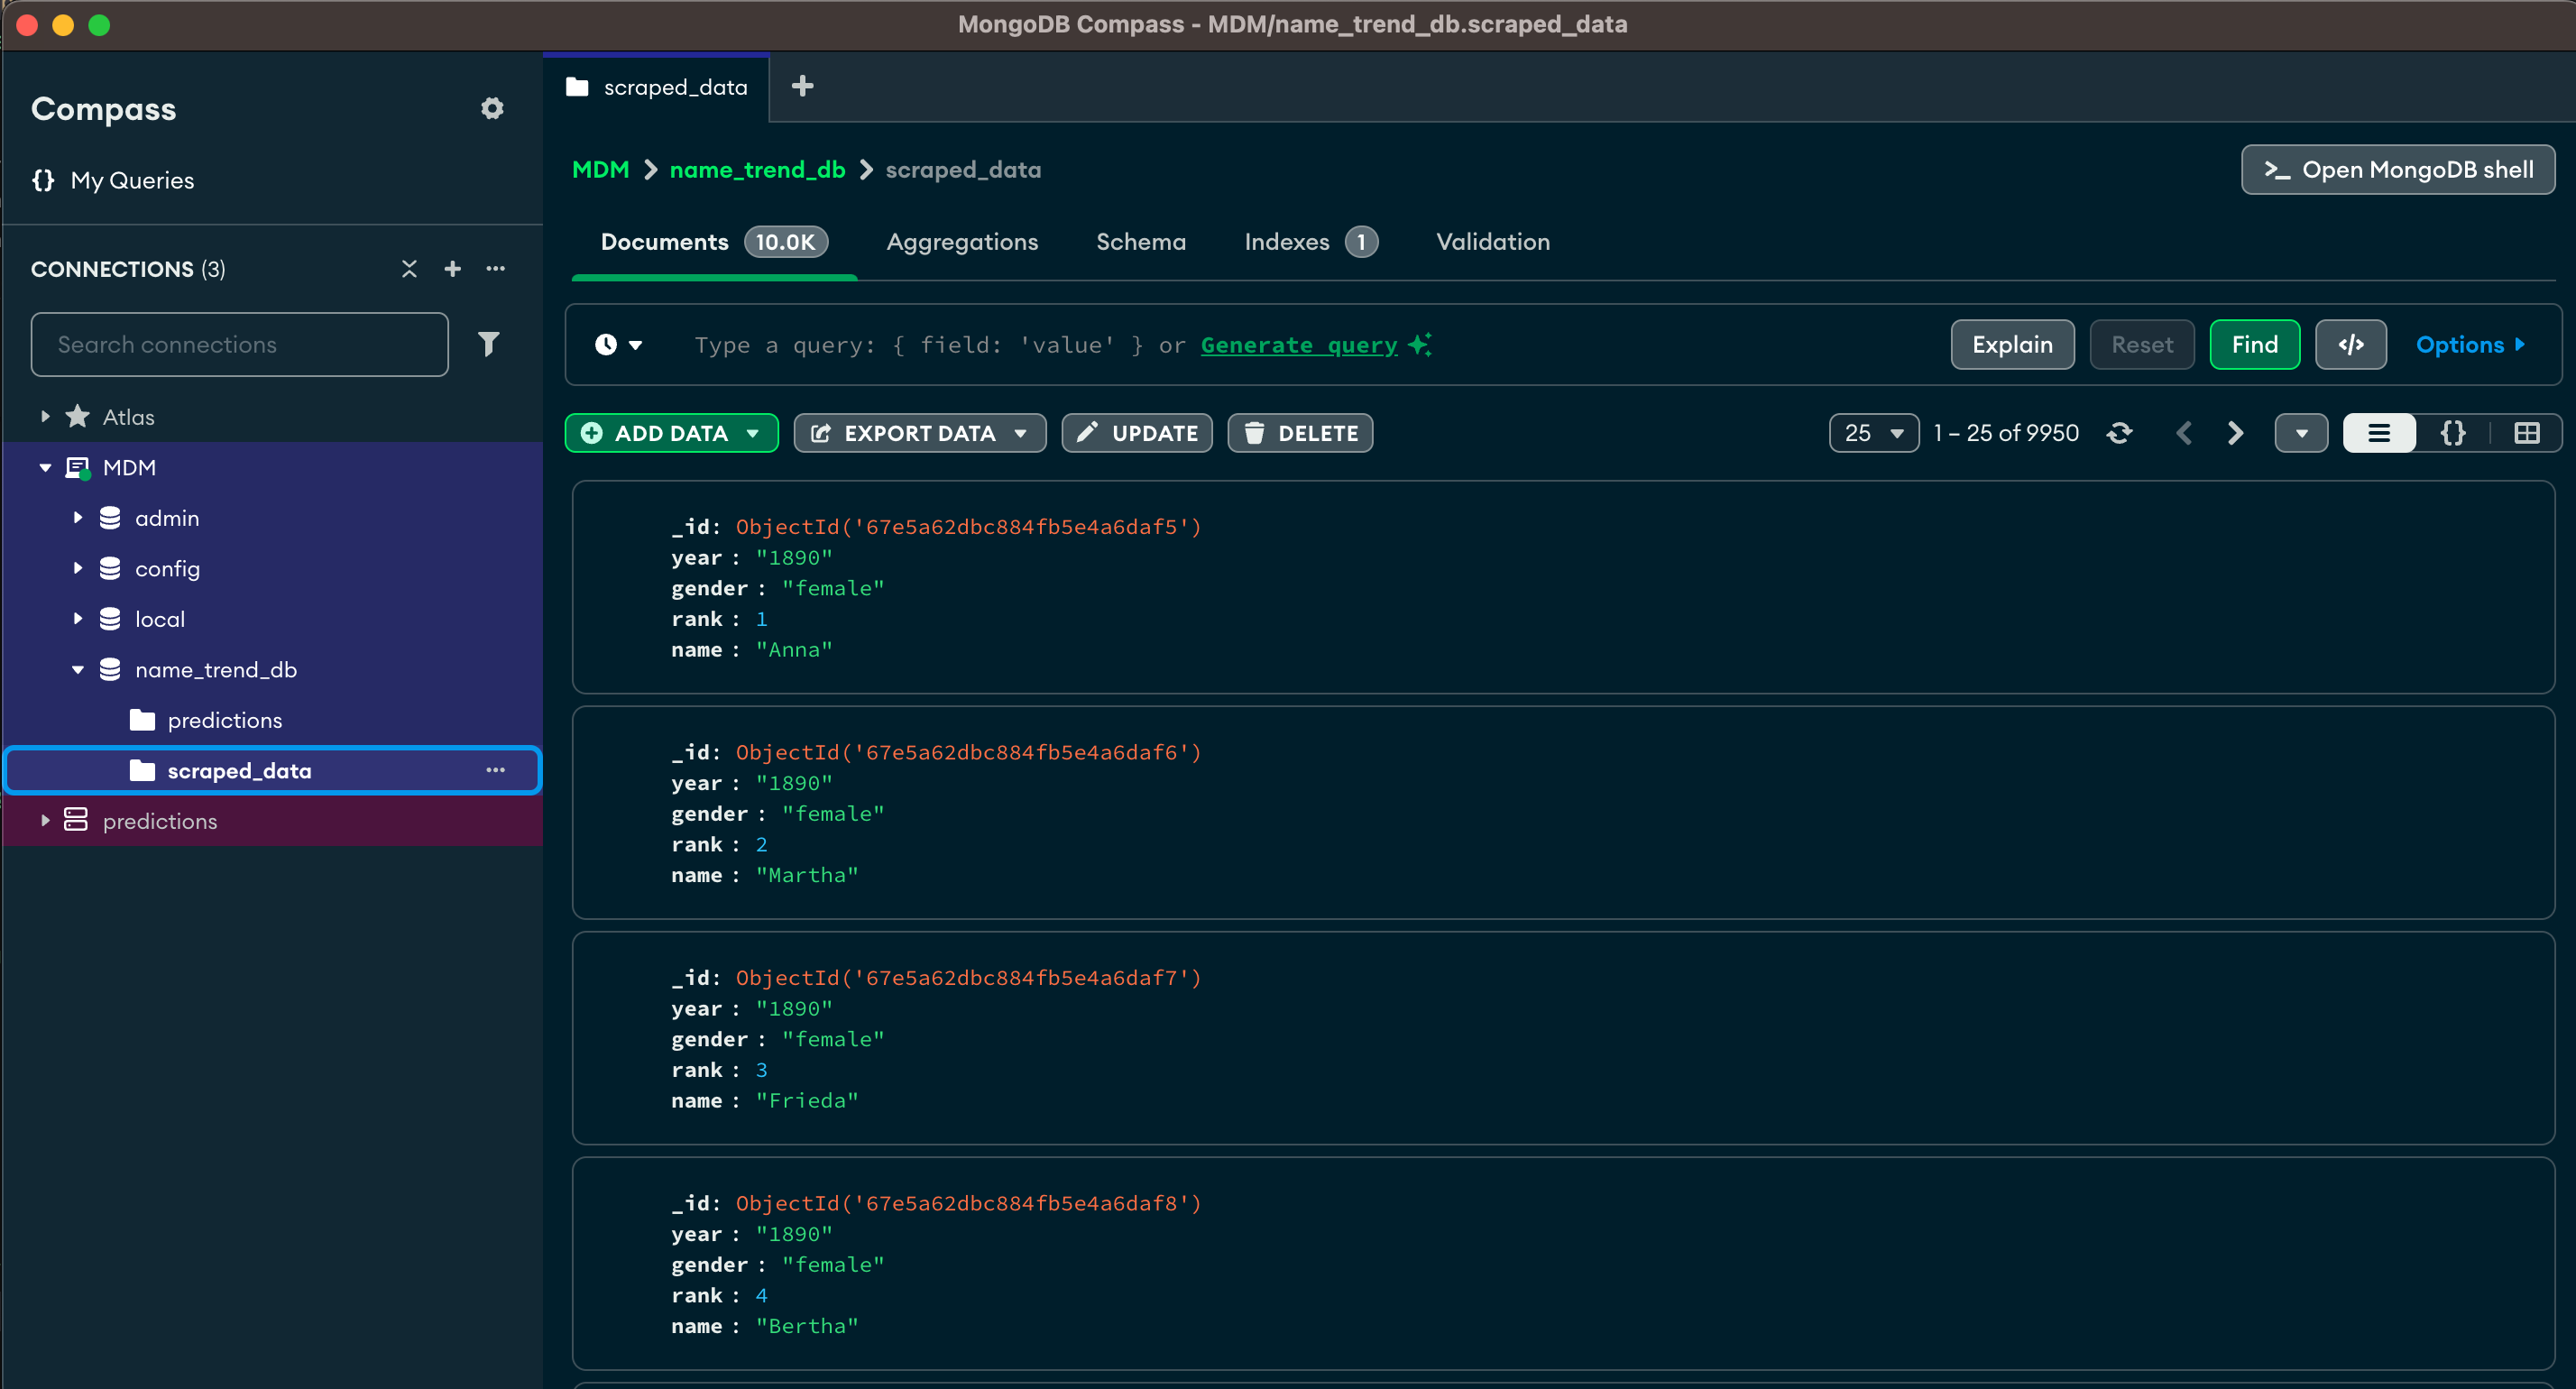 MongoDB Compass - MDM/name_trend_db.scraped_data
Compass
{} My Queries
CONNECTIONS (3)
Search connections
Atlas
MDM
admin
config
local
name_trend_db
predictions
scraped_data
predictions
scraped_data
MDM > name_trend_db > scraped_data
>_ Open MongoDB shell
Documents 10.0K Aggregations Schema Indexes 1 Validation
Type a query: { field: 'value' } or Generate query
Explain Reset Find </> Options
ADD DATA EXPORT DATA UPDATE DELETE
25 1 – 25 of 9950 {}
_id: ObjectId('67e5a62dbc884fb5e4a6daf5')
year : "1890"
gender : "female"
rank : 1
name : "Anna"
_id: ObjectId('67e5a62dbc884fb5e4a6daf6')
year : "1890"
gender : "female"
rank : 2
name : "Martha"
_id: ObjectId('67e5a62dbc884fb5e4a6daf7')
year : "1890"
gender : "female"
rank : 3
name : "Frieda"
_id: ObjectId('67e5a62dbc884fb5e4a6daf8')
year : "1890"
gender : "female"
rank : 4
name : "Bertha"